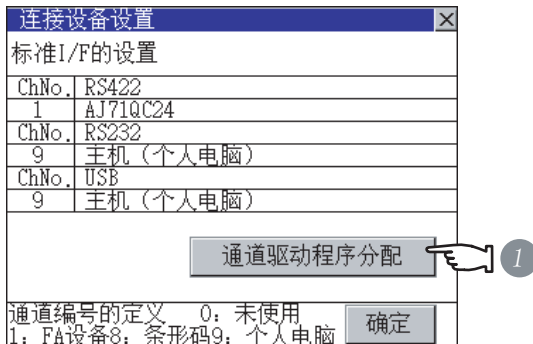 连接设备设置
标准I/F的设置
ChNo. RS422
1 AJ71QC24
ChNo. RS232
9 主机（个人电脑）
ChNo. USB
9 主机（个人电脑）
通道驱动程序分配
1
通道编号的定义 0：未使用
1：FA设备8：条形码9：个人电脑
确定